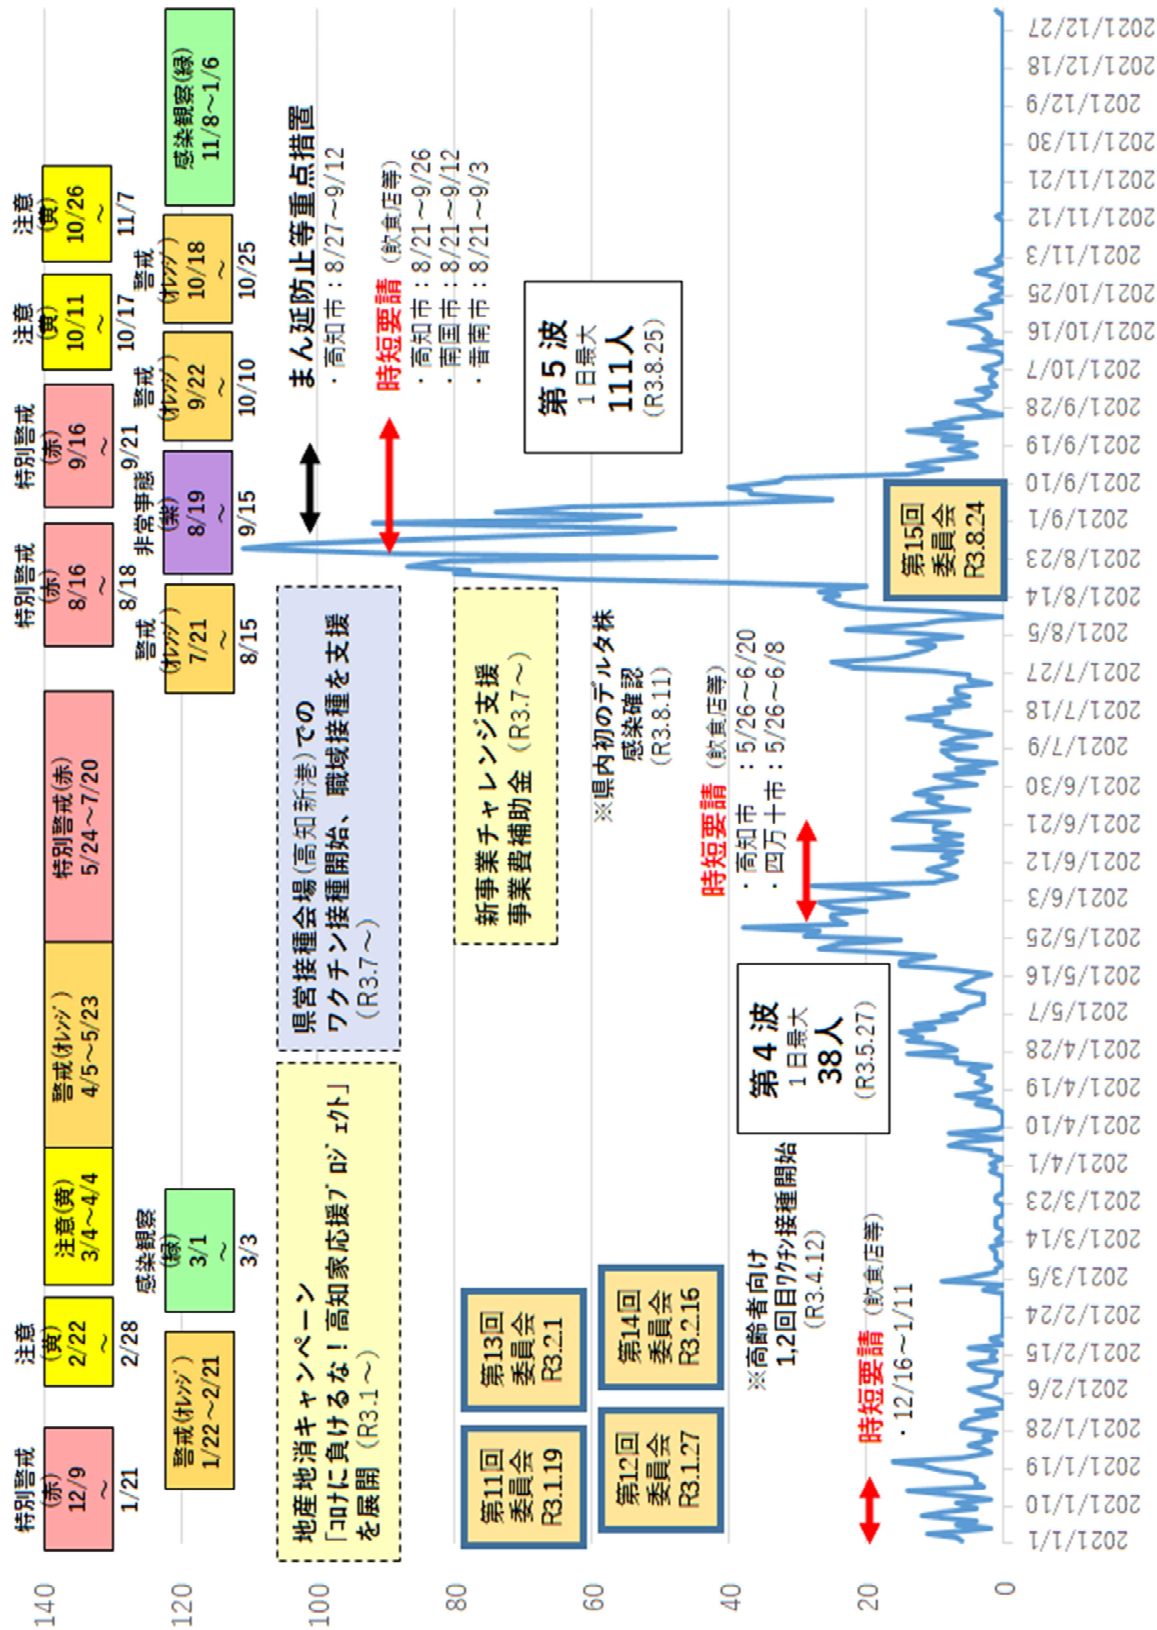 140
120
100
80
60
40
20
0
特別警戒
(赤)
12/9
～
1/21
警戒(ｵﾚﾝｼﾞ)
1/22～2/21
注意
(黄)
2/22
～
2/28
感染観察
(緑)
3/1
～
3/3
注意(黄)
3/4～4/4
警戒(ｵﾚﾝｼﾞ)
4/5～5/23
特別警戒(赤)
5/24～7/20
警戒
(ｵﾚﾝｼﾞ)
7/21
～
8/15
特別警戒
(赤)
8/16
～
8/18
非常事態
(紫)
8/19
～
9/15
特別警戒
(赤)
9/16
～
9/21
警戒
(ｵﾚﾝｼﾞ)
9/22
～
10/10
注意
(黄)
10/11
～
10/17
警戒
(ｵﾚﾝｼﾞ)
10/18
～
10/25
注意
(黄)
10/26
～
11/7
感染観察(緑)
11/8～1/6
地産地消キャンペーン
「ｺﾛﾅに負けるな！高知家応援ﾌﾟﾛｼﾞｪｸﾄ」
を展開（R3.1～）
県営接種会場(高知新港)での
ワクチン接種開始、職域接種を支援
（R3.7～）
まん延防止等重点措置
・高知市：8/27～9/12
時短要請（飲食店等）
・高知市：8/21～9/26
・南国市：8/21～9/12
・香南市：8/21～9/3
第11回
委員会
R3.1.19
第13回
委員会
R3.2.1
第12回
委員会
R3.1.27
第14回
委員会
R3.2.16
新事業チャレンジ支援
事業費補助金（R3.7～）
※県内初のデルタ株
感染確認
(R3.8.11)
第５波
１日最大
111人
(R3.8.25)
時短要請（飲食店等）
・高知市　：5/26～6/20
・四万十市：5/26～6/8
第４波
１日最大
38人
(R3.5.27)
※高齢者向け
1,2回目ﾜｸﾁﾝ接種開始
(R3.4.12)
時短要請（飲食店等）
・12/16～1/11
第15回
委員会
R3.8.24
2021/1/1
2021/1/10
2021/1/19
2021/1/28
2021/2/6
2021/2/15
2021/2/24
2021/3/5
2021/3/14
2021/3/23
2021/4/1
2021/4/10
2021/4/19
2021/4/28
2021/5/7
2021/5/16
2021/5/25
2021/6/3
2021/6/12
2021/6/21
2021/6/30
2021/7/9
2021/7/18
2021/7/27
2021/8/5
2021/8/14
2021/8/23
2021/9/1
2021/9/10
2021/9/19
2021/9/28
2021/10/7
2021/10/16
2021/10/25
2021/11/3
2021/11/12
2021/11/21
2021/11/30
2021/12/9
2021/12/18
2021/12/27